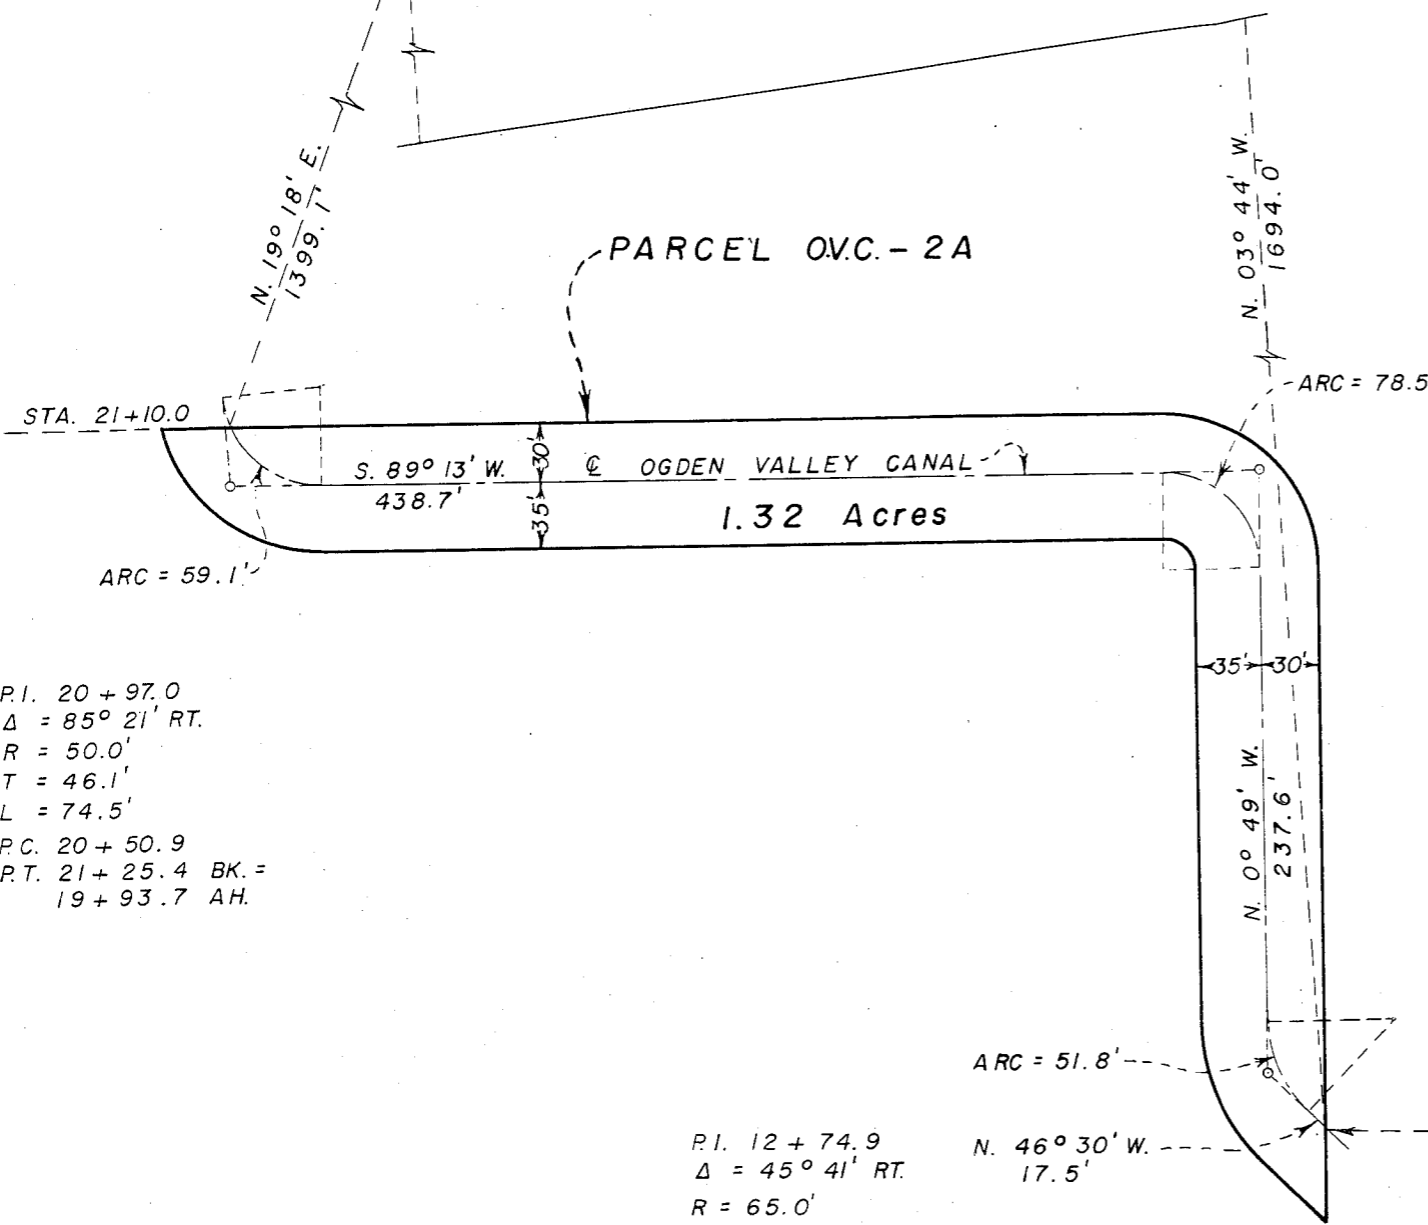 N. 19° 18' E.
1399.1'
N. 03° 44' W.
1694.0'
PARCEL O.V.C. - 2A
ARC = 78.5
STA. 21+10.0
S. 89° 13' W.
438.7'
30'
35'
℄ OGDEN VALLEY CANAL
1.32 Acres
ARC = 59.1'
35'
30'
P.I. 20 + 97.0
Δ = 85° 21' RT.
R = 50.0'
T = 46.1'
L = 74.5'
P.C. 20 + 50.9
P.T. 21 + 25.4 BK. =
19 + 93.7 AH.
N. 0° 49' W.
237.6'
ARC = 51.8'
P.I. 12 + 74.9
Δ = 45° 41' RT.
R = 65.0'
N. 46° 30' W.
17.5'